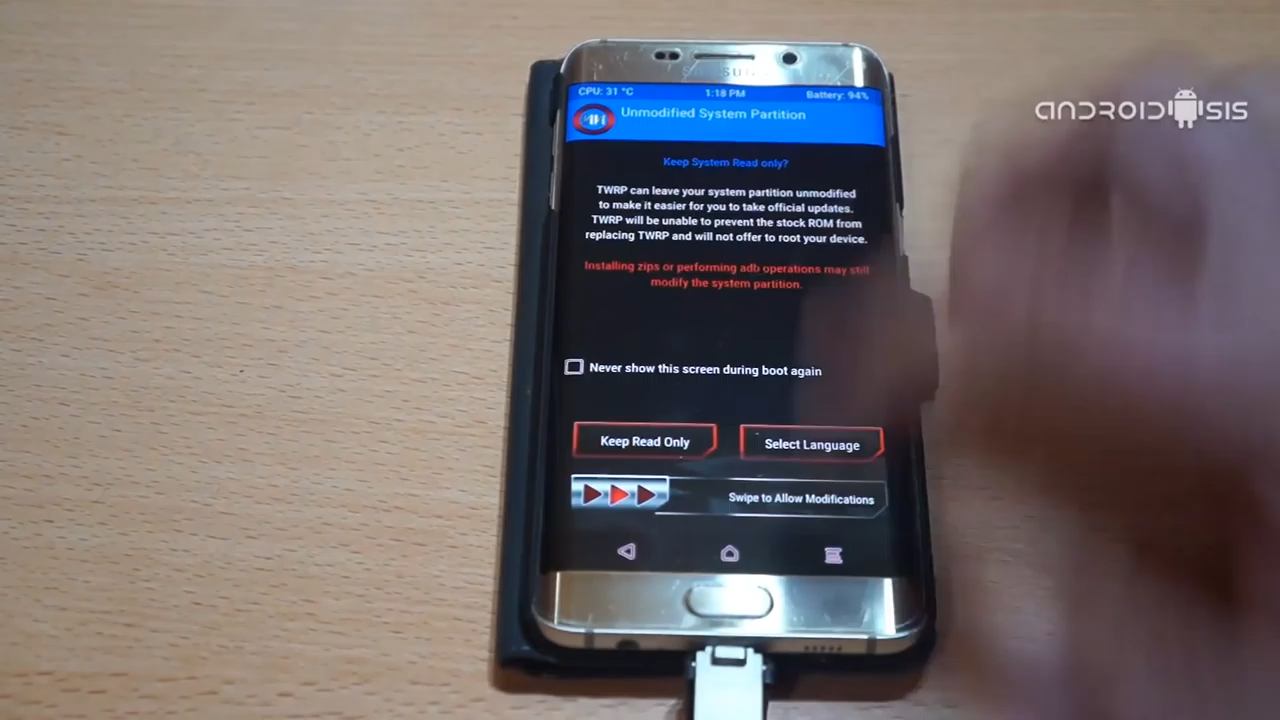 ANDROIDSIS
SAMSUNG
CPU: 31 °C 1:18 PM Battery: 94%
Unmodified System Partition
Keep System Read only?
TWRP can leave your system partition unmodified
to make it easier for you to take official updates.
TWRP will be unable to prevent the stock ROM from
replacing TWRP and will not offer to root your device.
Installing zips or performing adb operations may still
modify the system partition.
Never show this screen during boot again
Keep Read Only Select Language
Swipe to Allow Modifications